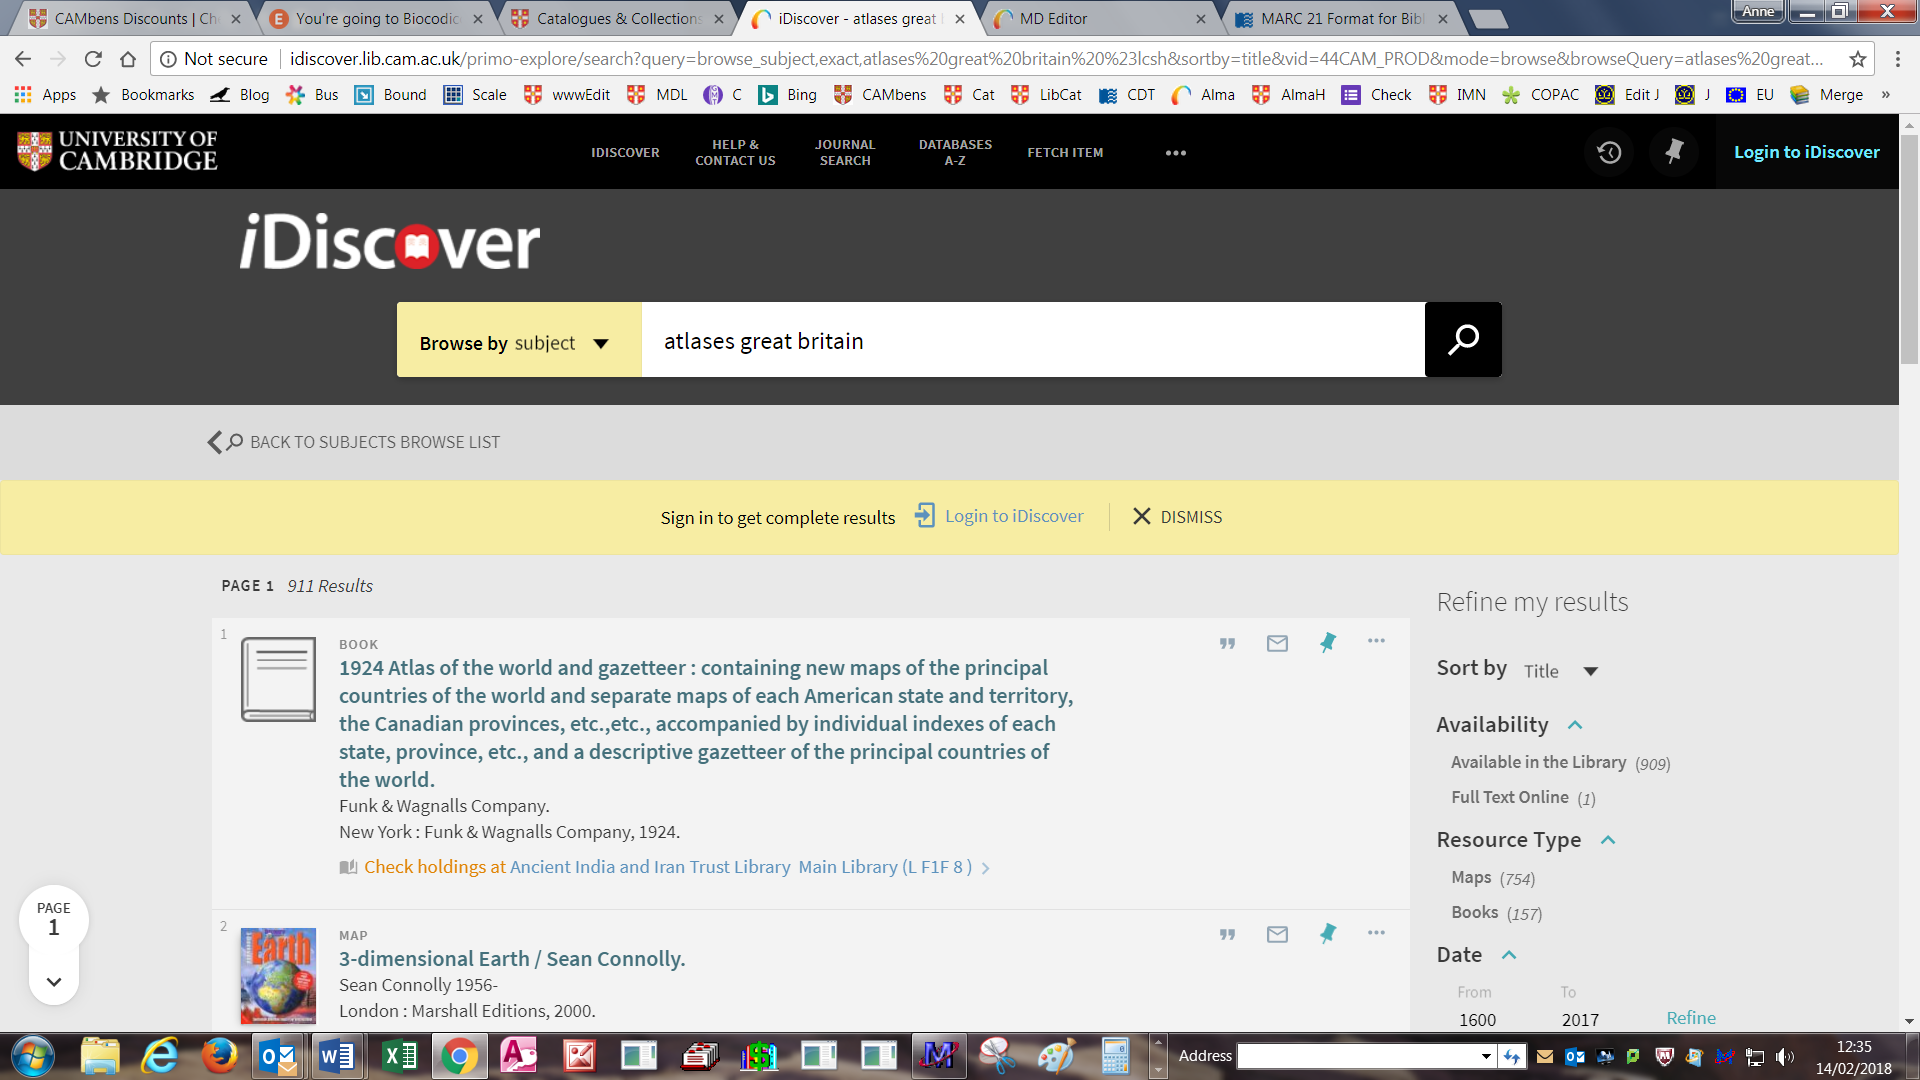 CAMbens Discounts | Ch
You're going to Biocodic
Catalogues & Collections
iDiscover - atlases great
MD Editor
MARC 21 Format for Bib
Anne
Not secure
idiscover.lib.cam.ac.uk/primo-explore/search?query=browse_subject,exact,atlases%20great%20britain%20%23lcsh&sortby=title&vid=44CAM_PROD&mode=browse&browseQuery=atlases%20great...
Apps Bookmarks Blog Bus Bound Scale wwwEdit MDL C Bing CAMbens Cat LibCat CDT Alma AlmaH Check IMN COPAC Edit J J EU Merge »
UNIVERSITY OF
CAMBRIDGE
IDISCOVER
HELP &
CONTACT US
JOURNAL
SEARCH
DATABASES
A-Z
FETCH ITEM
Login to iDiscover
iDiscover
Browse by subject
atlases great britain
BACK TO SUBJECTS BROWSE LIST
Sign in to get complete results Login to iDiscover DISMISS
PAGE 1 911 Results
1
BOOK
1924 Atlas of the world and gazetteer : containing new maps of the principal
countries of the world and separate maps of each American state and territory,
the Canadian provinces, etc.,etc., accompanied by individual indexes of each
state, province, etc., and a descriptive gazetteer of the principal countries of
the world.
Funk & Wagnalls Company.
New York : Funk & Wagnalls Company, 1924.
Check holdings at Ancient India and Iran Trust Library Main Library (L F1F 8 )
2
Earth
MAP
3-dimensional Earth / Sean Connolly.
Sean Connolly 1956-
London : Marshall Editions, 2000.
PAGE
1
Refine my results
Sort by Title
Availability
Available in the Library (909)
Full Text Online (1)
Resource Type
Maps (754)
Books (157)
Date
From To
1600 2017 Refine
Address
12:35
14/02/2018